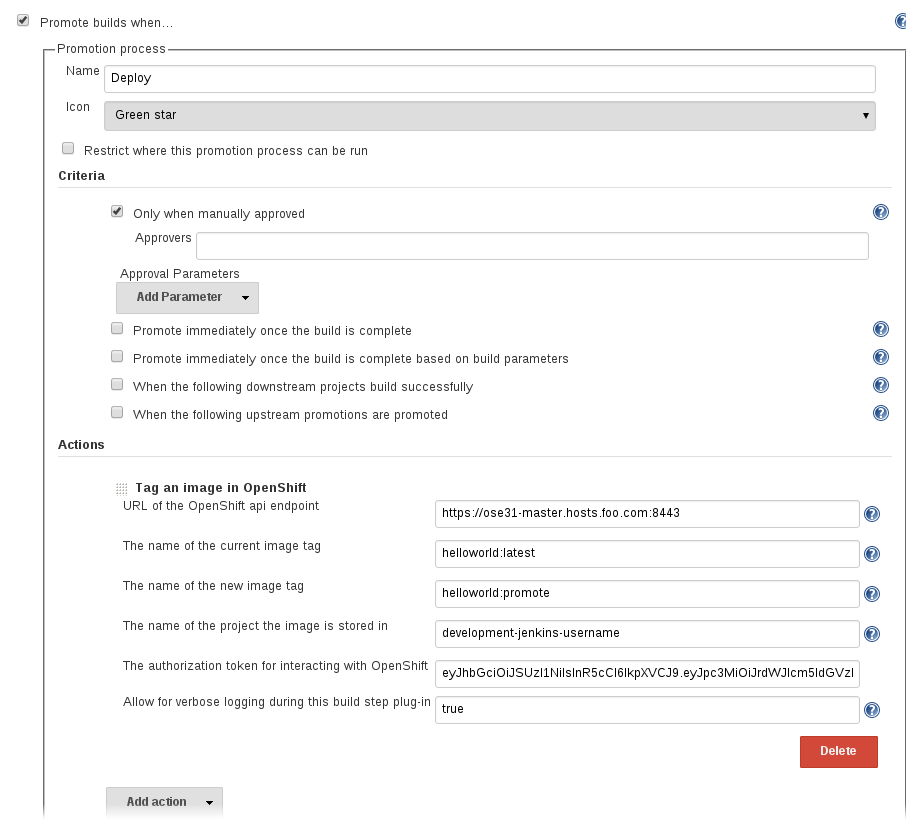 Promote builds when...
Promotion process
Name Deploy
Icon Green star
Restrict where this promotion process can be run
Criteria
Only when manually approved
Approvers
Approval Parameters
Add Parameter
Promote immediately once the build is complete
Promote immediately once the build is complete based on build parameters
When the following downstream projects build successfully
When the following upstream promotions are promoted
Actions
Tag an image in OpenShift
URL of the OpenShift api endpoint https://ose31-master.hosts.foo.com:8443
The name of the current image tag helloworld:latest
The name of the new image tag helloworld:promote
The name of the project the image is stored in development-jenkins-username
The authorization token for interacting with OpenShift
Allow for verbose logging during this build step plug-in true
Delete
Add action